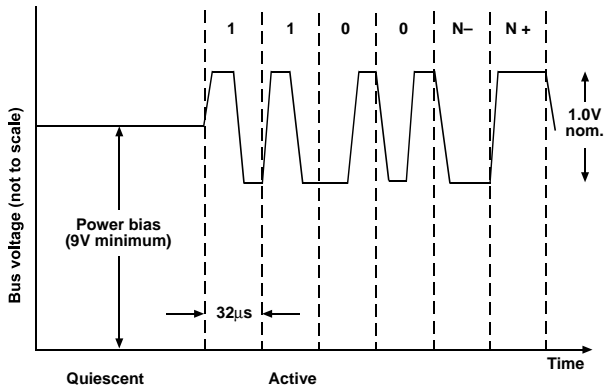 1 1 0 0 N– N +
1.0V
nom.
Bus voltage (not to scale)
Power bias
(9V minimum)
32μs
Time
Quiescent Active